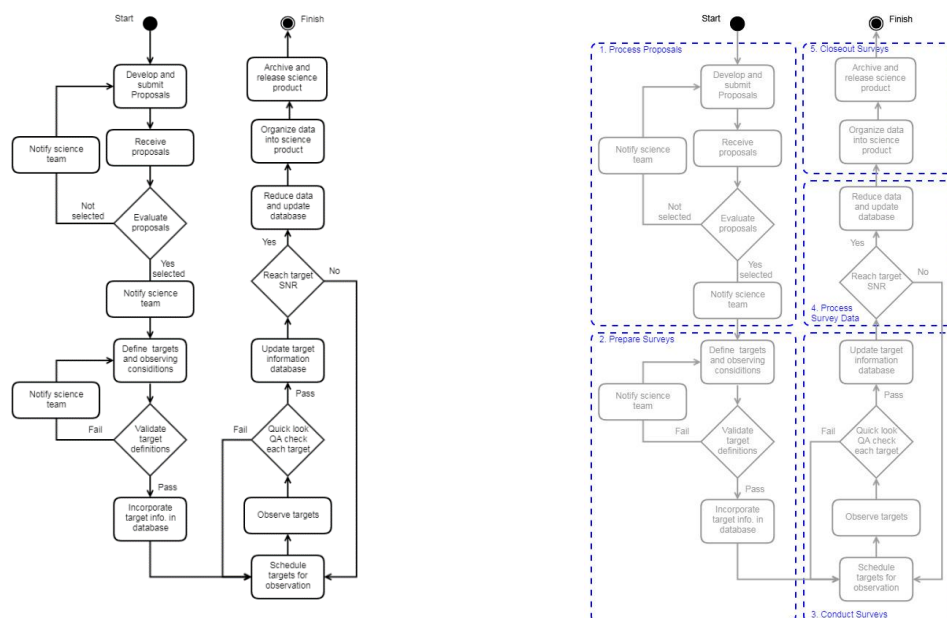 Start
Develop and
submit
Proposals
Receive
proposals
Notify science
team
Not
selected
Evaluate
proposals
Yes
selected
Notify science
team
Define targets
and observing
considitions
Notify science
team
Fail
Validate
target
definitions
Pass
Incorporate
target info. in
database
Finish
Archive and
release science
product
Organize data
into science
product
Reduce data
and update
database
Yes
No
Reach target
SNR
Update target
information
database
Pass
Fail
Quick look
QA check
each target
Observe targets
Schedule
targets for
observation
Start
1. Process Proposals
Develop and
submit
Proposals
Receive
proposals
Notify science
team
Not
selected
Evaluate
proposals
Yes
selected
Notify science
team
2. Prepare Surveys
Define targets
and observing
considitions
Notify science
team
Fail
Validate
target
definitions
Pass
Incorporate
target info. in
database
Finish
5. Closeout Surveys
Archive and
release science
product
Organize data
into science
product
Reduce data
and update
database
Yes
No
Reach target
SNR
4. Process
Survey Data
Update target
information
database
Pass
Fail
Quick look
QA check
each target
Observe targets
Schedule
targets for
observation
3. Conduct Surveys